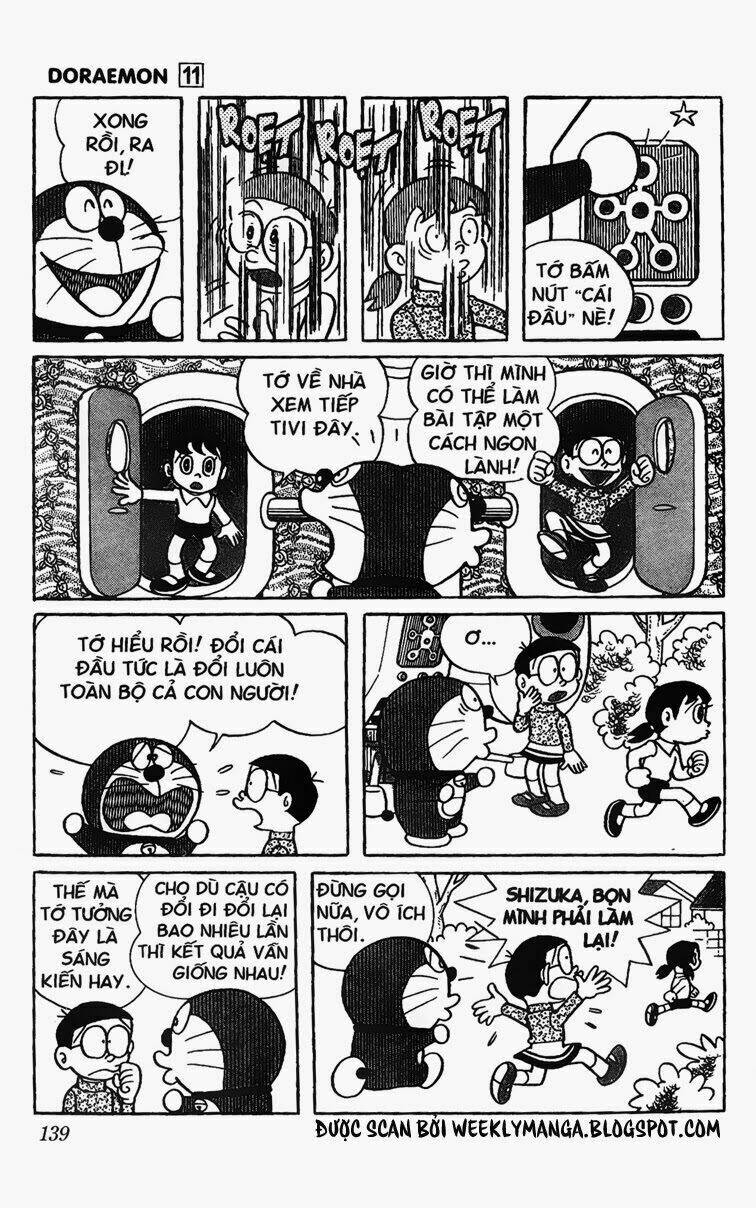 DORAEMON 11
XONG
RỒI, RA
ĐI!
ROẸT
ROẸT
ROẸT
TỚ BẤM
NÚT "CÁI
ĐẦU" NÈ!
TỚ VỀ NHÀ
XEM TIẾP
TIVI ĐÂY.
GIỜ THÌ MÌNH
CÓ THỂ LÀM
BÀI TẬP MỘT
CÁCH NGON
LÀNH!
TỚ HIỂU RỒI! ĐỔI CÁI
ĐẦU TỨC LÀ ĐỔI LUÔN
TOÀN BỘ CẢ CON NGƯỜI!
Ơ...
THẾ MÀ
TỚ TƯỞNG
ĐÂY LÀ
SÁNG
KIẾN HAY.
CHO DÙ CẬU CÓ
ĐỔI ĐI ĐỔI LẠI
BAO NHIÊU LẦN
THÌ KẾT QUẢ VẪN
GIỐNG NHAU!
ĐỪNG GỌI
NỮA, VÔ ÍCH
THÔI.
SHIZUKA, BỌN
MÌNH PHẢI LÀM
LẠI!
139
ĐƯỢC SCAN BỞI WEEKLYMANGA.BLOGSPOT.COM